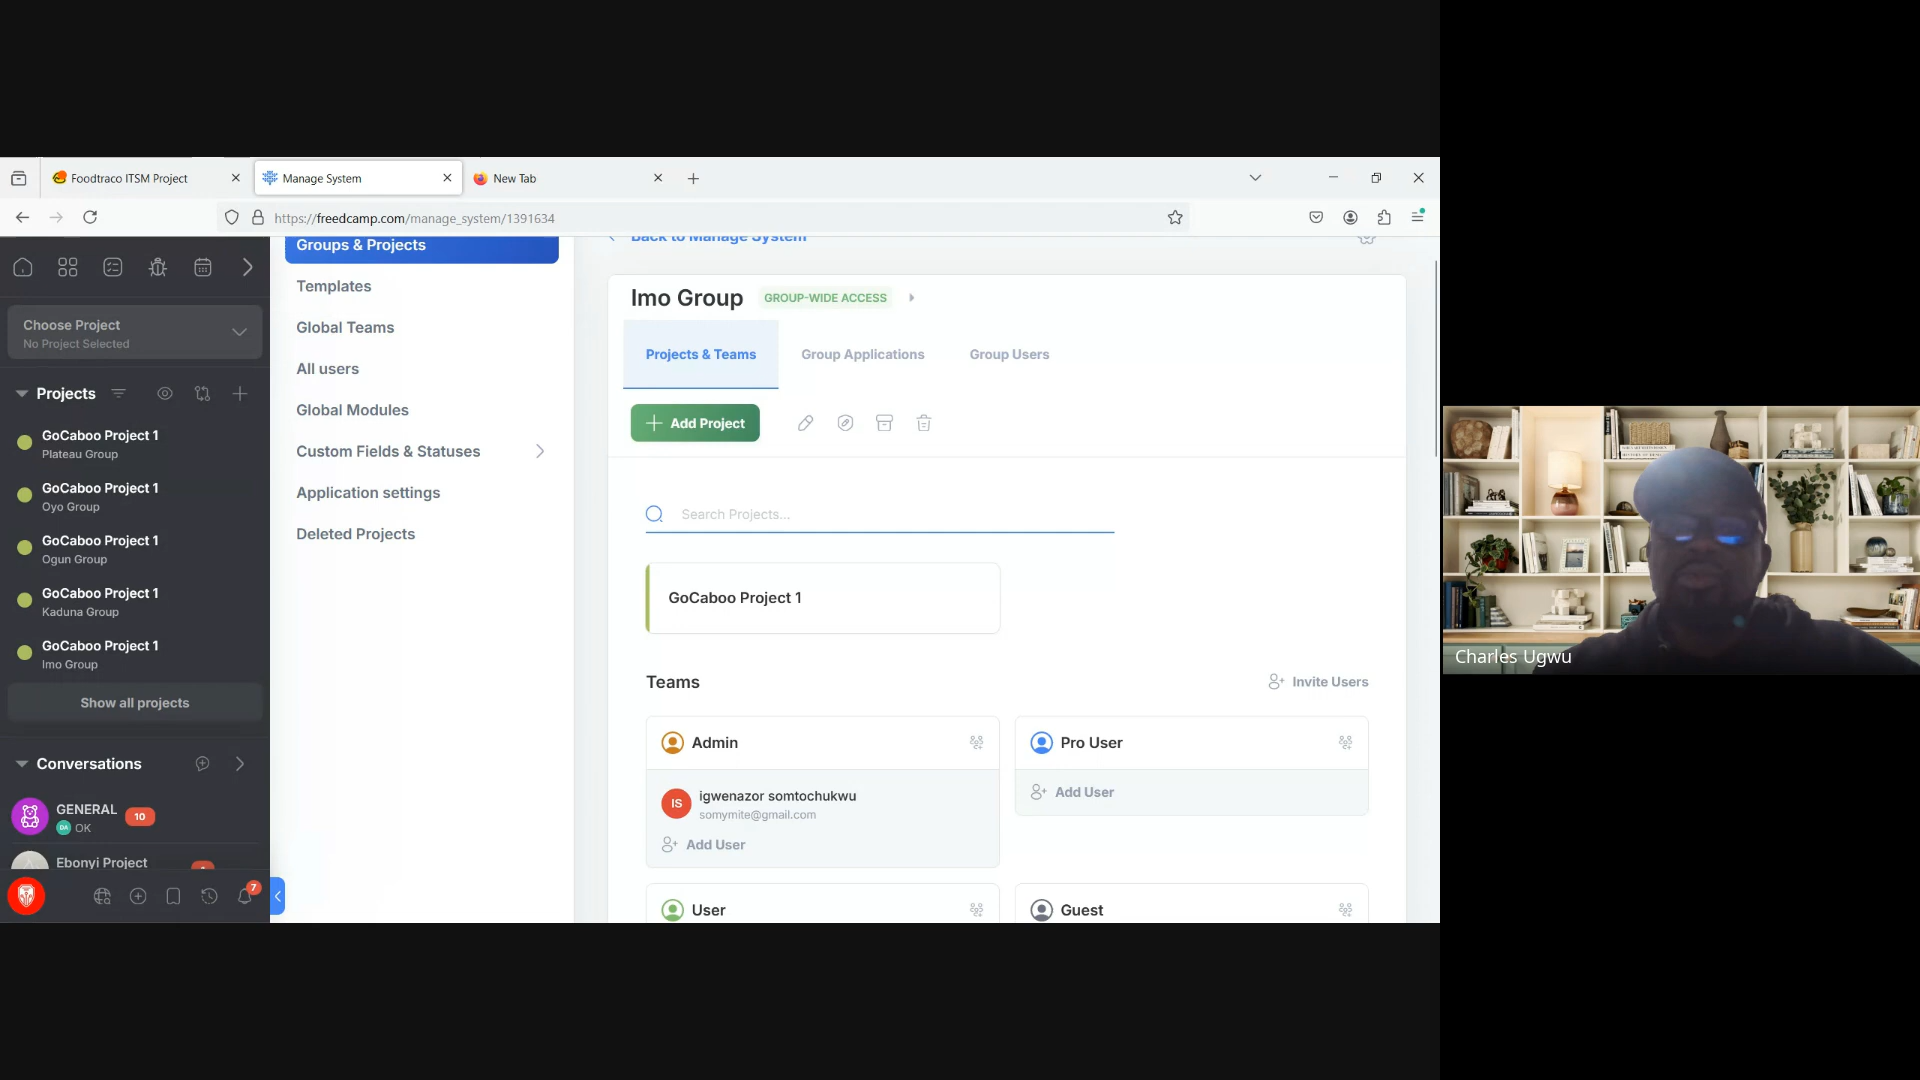 Foodtraco ITSM Project
Manage System
New Tab
https://freedcamp.com/manage_system/1391634
Choose Project
No Project Selected
Projects
GoCaboo Project 1
Plateau Group
GoCaboo Project 1
Oyo Group
GoCaboo Project 1
Ogun Group
GoCaboo Project 1
Kaduna Group
GoCaboo Project 1
Imo Group
Show all projects
Conversations
GENERAL 10
DA OK
Ebonyi Project
7
Groups & Projects
Templates
Global Teams
All users
Global Modules
Custom Fields & Statuses
Application settings
Deleted Projects
Back to Manage System
Imo Group GROUP-WIDE ACCESS
Projects & Teams Group Applications Group Users
Add Project
Search Projects...
GoCaboo Project 1
Teams Invite Users
Admin
IS igwenazor somtochukwu
somymite@gmail.com
Add User
Pro User
Add User
User
Guest
Charles Ugwu